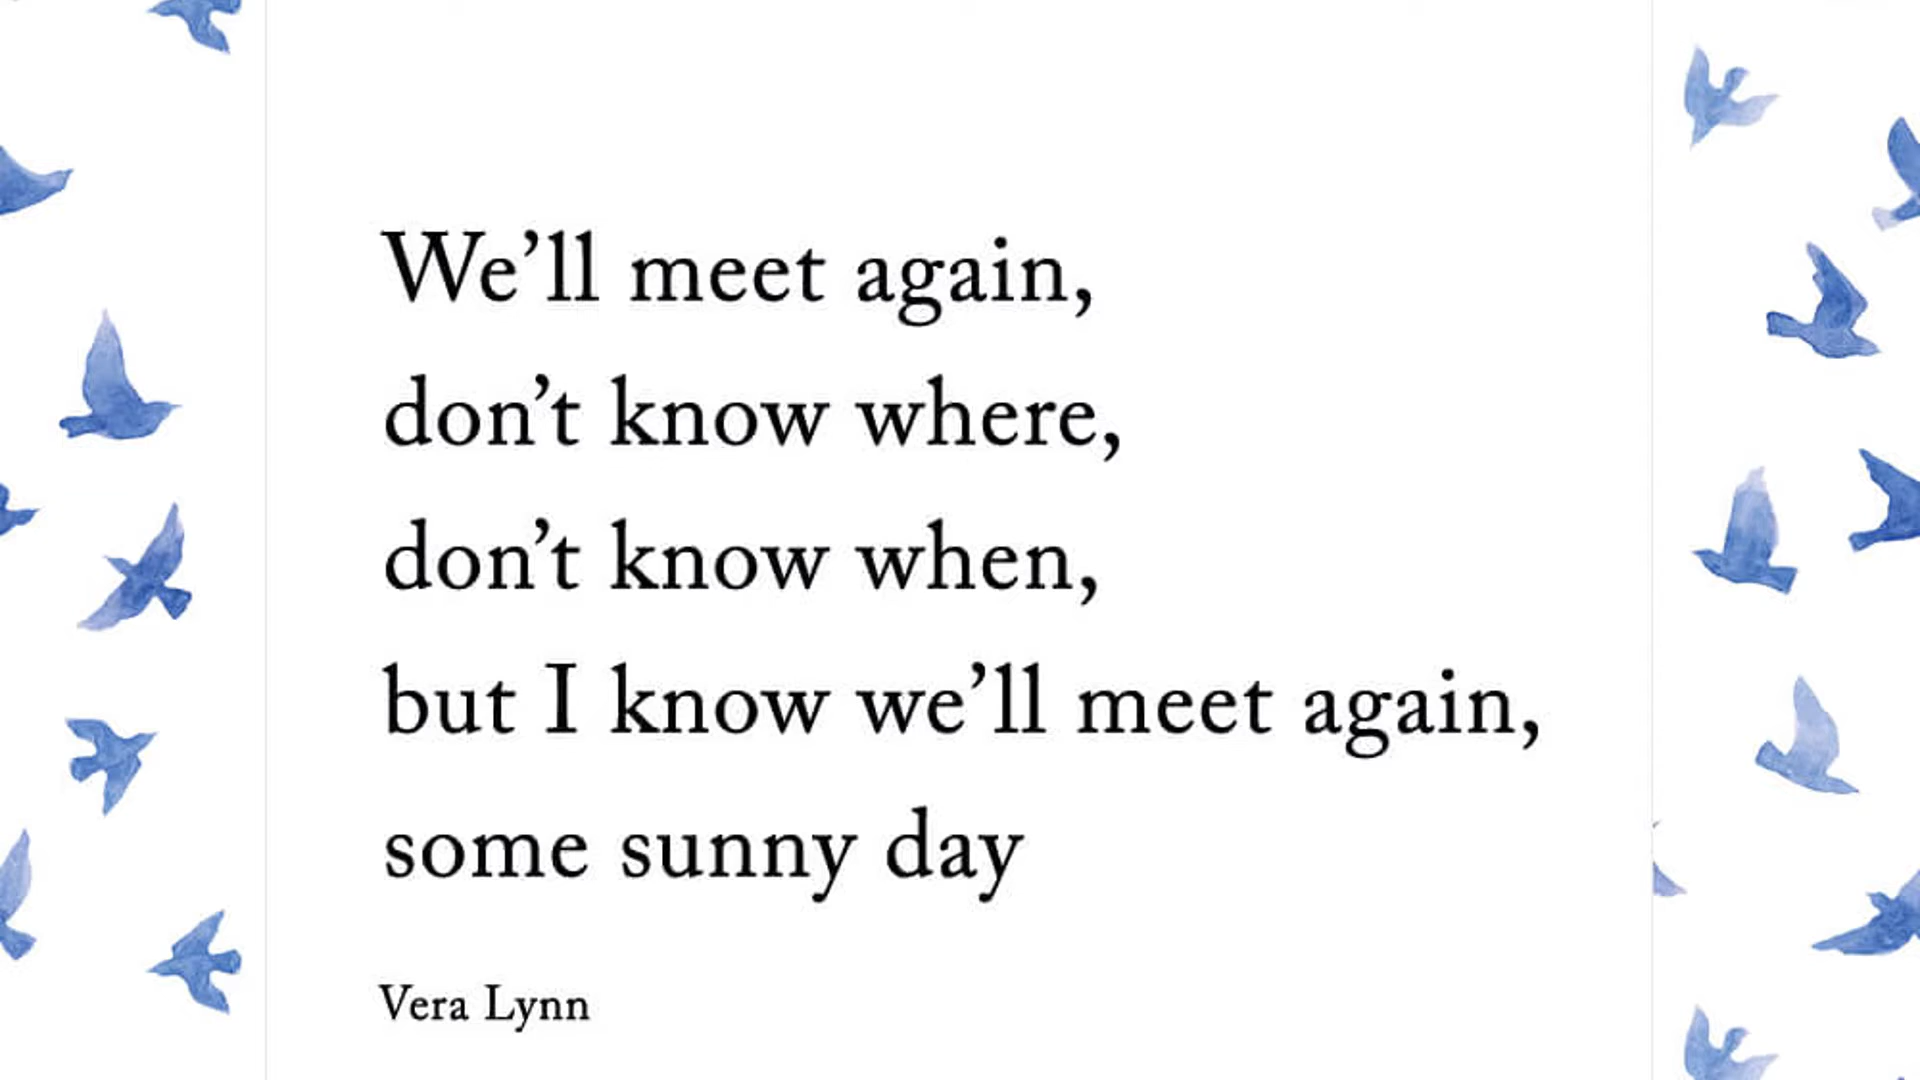 We’ll meet again,
don’t know where,
don’t know when,
but I know we’ll meet again,
some sunny day
Vera Lynn